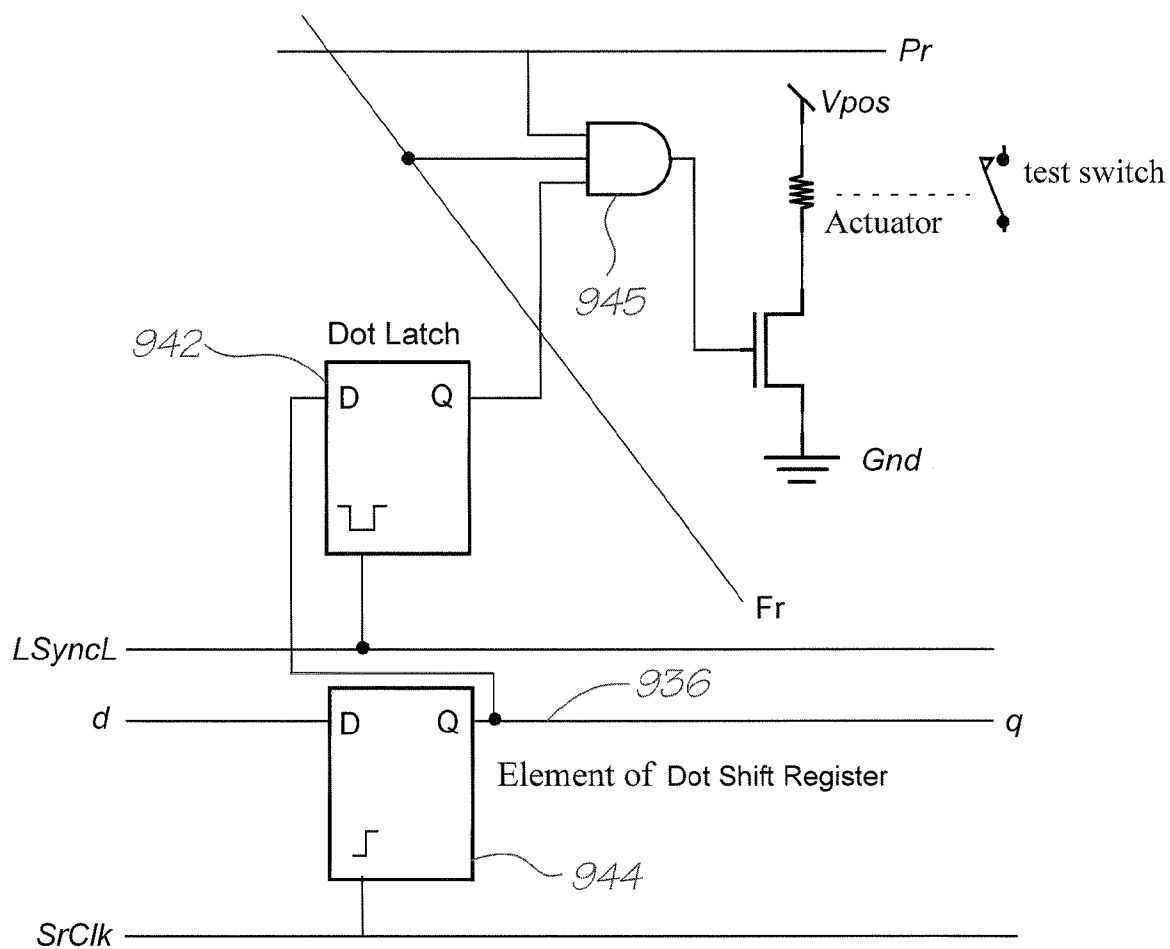 Pr
Vpos
test switch
Actuator
945
Dot Latch
942
D Q
Gnd
Fr
LSyncL
936
d
D Q
q
Element of Dot Shift Register
944
SrClk